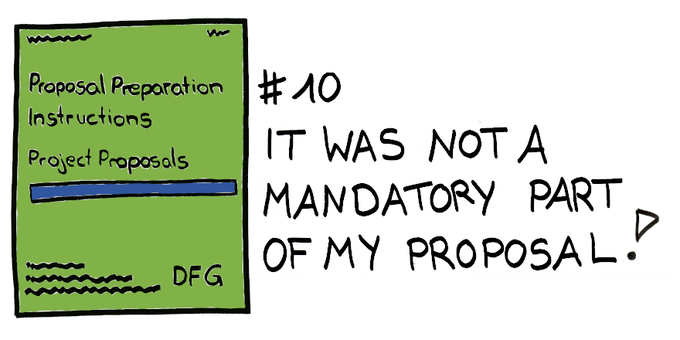 Proposal Preparation
Instructions
Project Proposals
DFG
#10
IT WAS NOT A
MANDATORY PART
OF MY PROPOSAL!